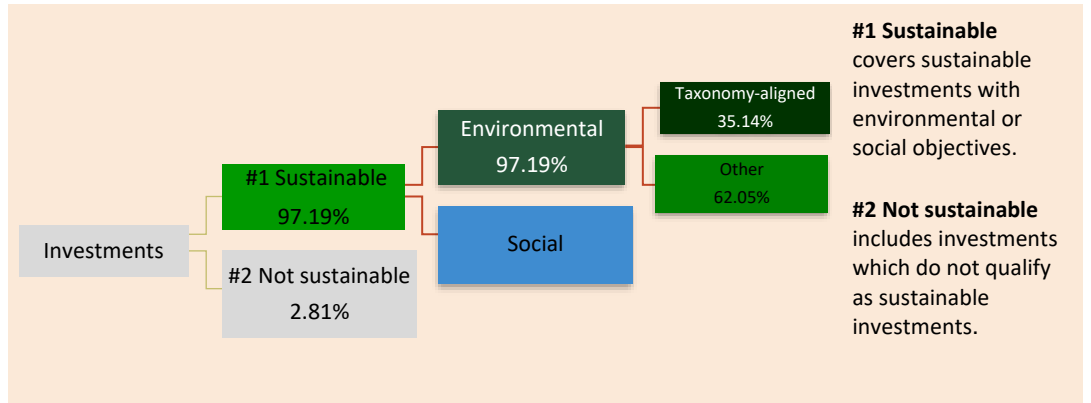 Investments
#1 Sustainable
97.19%
#2 Not sustainable
2.81%
Environmental
97.19%
Social
Taxonomy-aligned
35.14%
Other
62.05%
#1 Sustainable
covers sustainable
investments with
environmental or
social objectives.
#2 Not sustainable
includes investments
which do not qualify
as sustainable
investments.